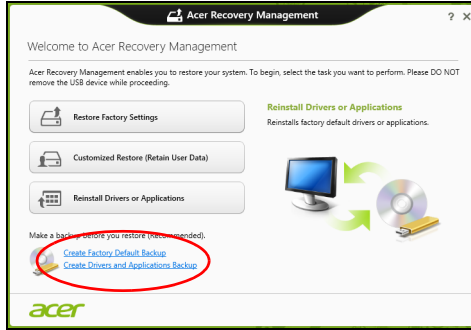 Acer Recovery Management
? X
Welcome to Acer Recovery Management
Acer Recovery Management enables you to restore your system. To begin, select the task you want to perform. Please DO NOT
remove the USB device while proceeding.
Restore Factory Settings
Customized Restore (Retain User Data)
Reinstall Drivers or Applications
Reinstall Drivers or Applications
Reinstalls factory default drivers or applications.
Make a backup before you restore (Recommended).
Create Factory Default Backup
Create Drivers and Applications Backup
acer